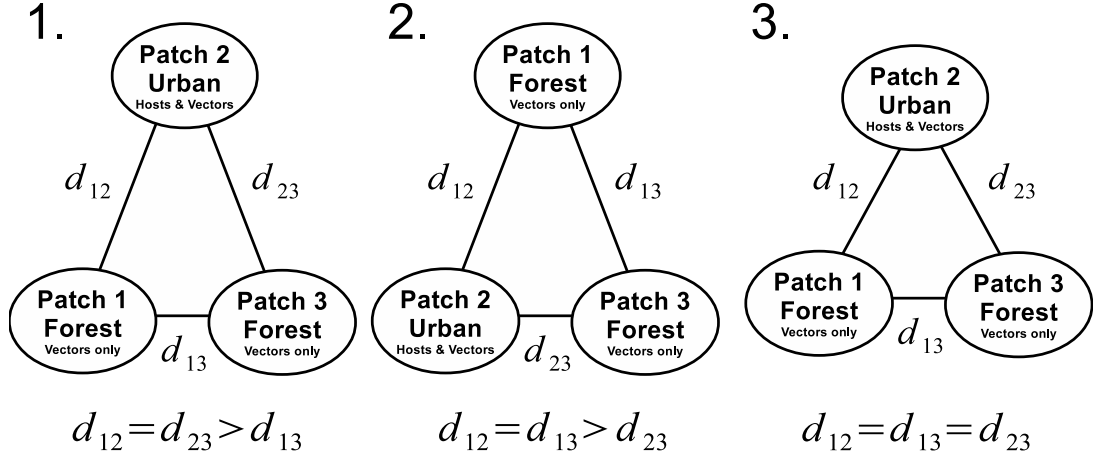 1.
Patch 2
Urban
Hosts & Vectors
d12
d23
Patch 1
Forest
Vectors only
d13
Patch 3
Forest
Vectors only
d12=d23>d13
2.
Patch 1
Forest
Vectors only
d12
d13
Patch 2
Urban
Hosts & Vectors
d23
Patch 3
Forest
Vectors only
d12=d13>d23
3.
Patch 2
Urban
Hosts & Vectors
d12
d23
Patch 1
Forest
Vectors only
d13
Patch 3
Forest
Vectors only
d12=d13=d23